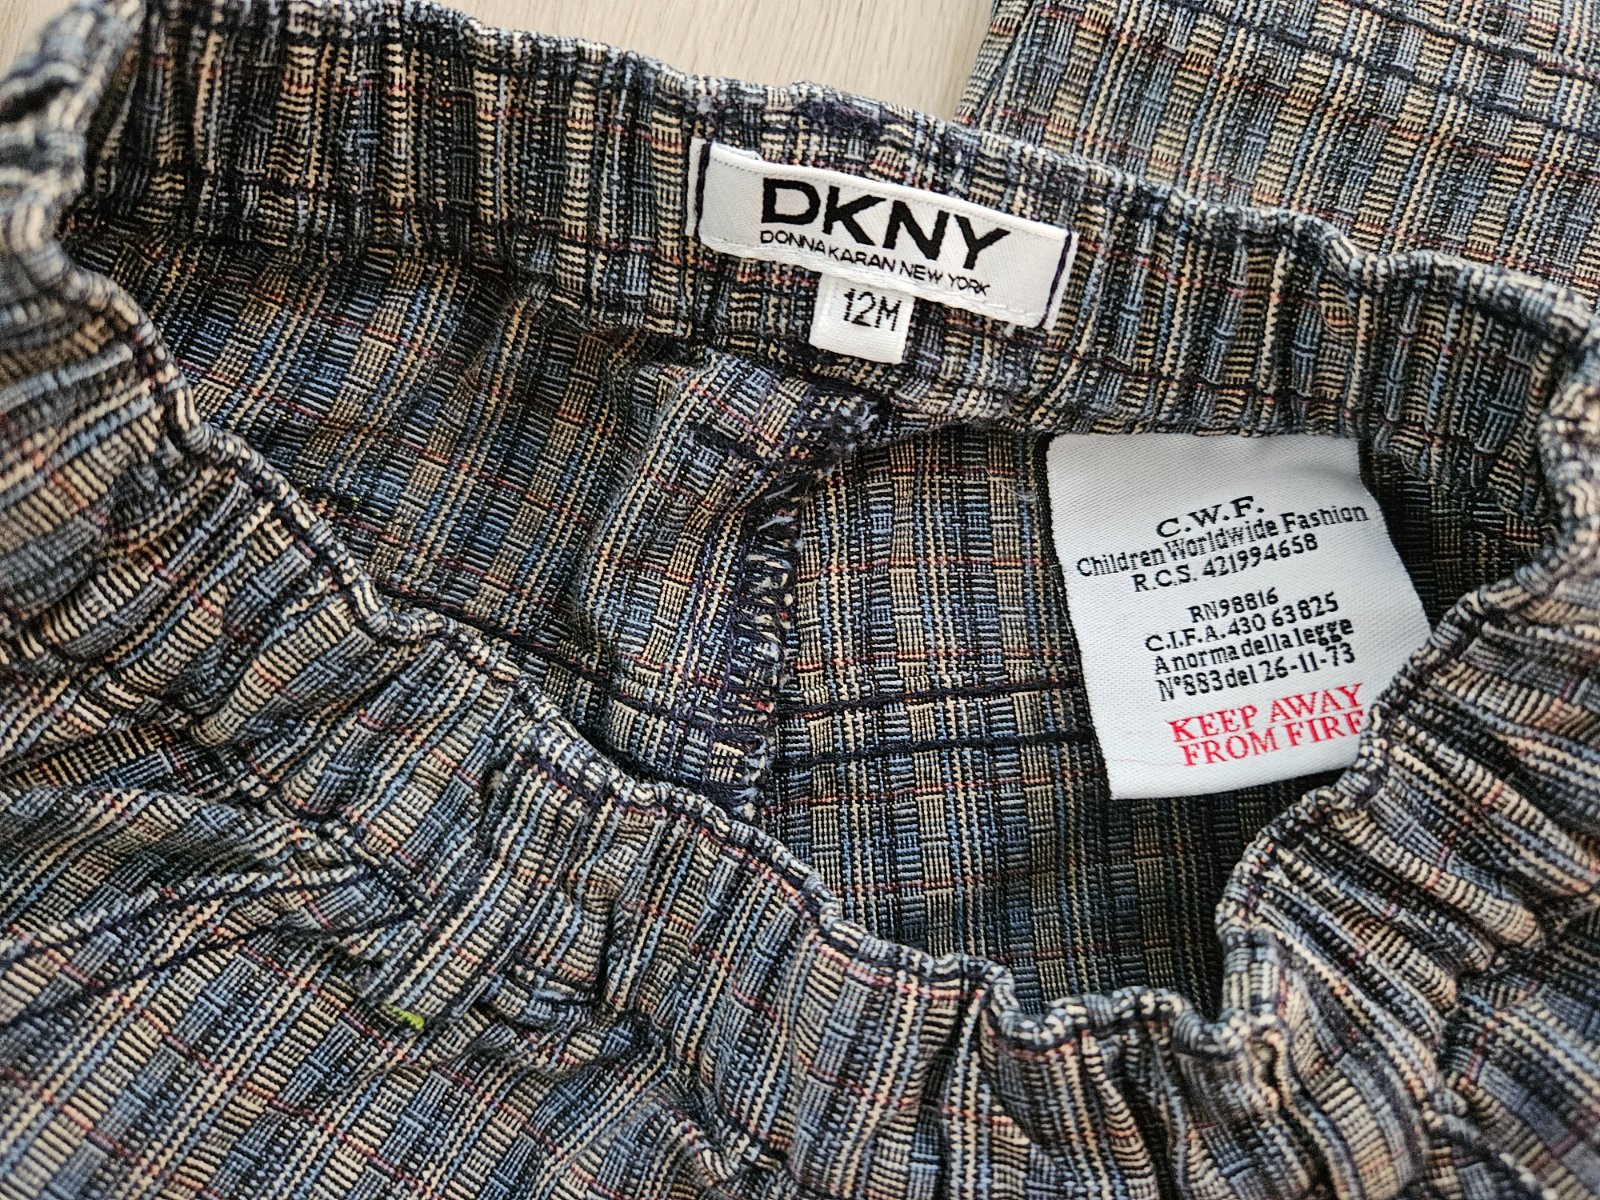 DKNY
DONNA KARAN NEW YORK
12M
C.W.F.
Children Worldwide Fashion
R.C.S. 421994658
RN98816
C.I.F.A. 430 63825
A norma della legge
N°883 del 26-11-73
KEEP AWAY
FROM FIRE